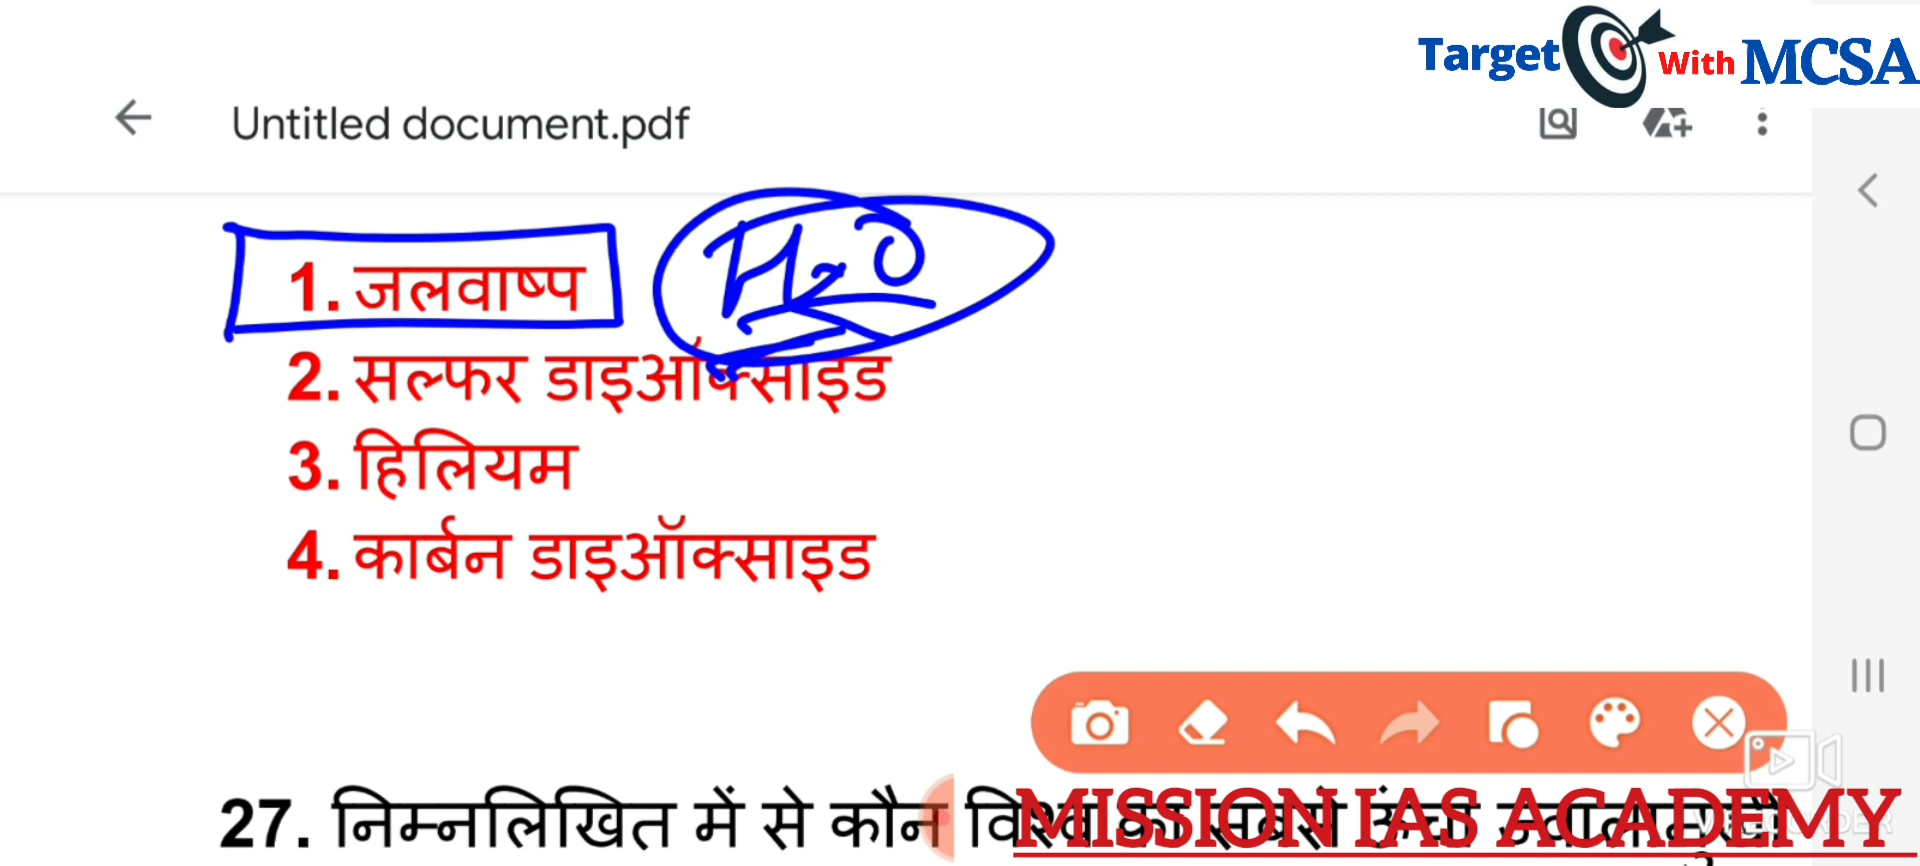 Target With MCSA
Untitled document.pdf
1. जलवाष्प H2O
2. सल्फर डाइऑक्साइड
3. हिलियम
4. कार्बन डाइऑक्साइड
27. निम्नलिखित में से कौन विश्व का सबसे ऊंचा
MISSION IAS ACADEMY